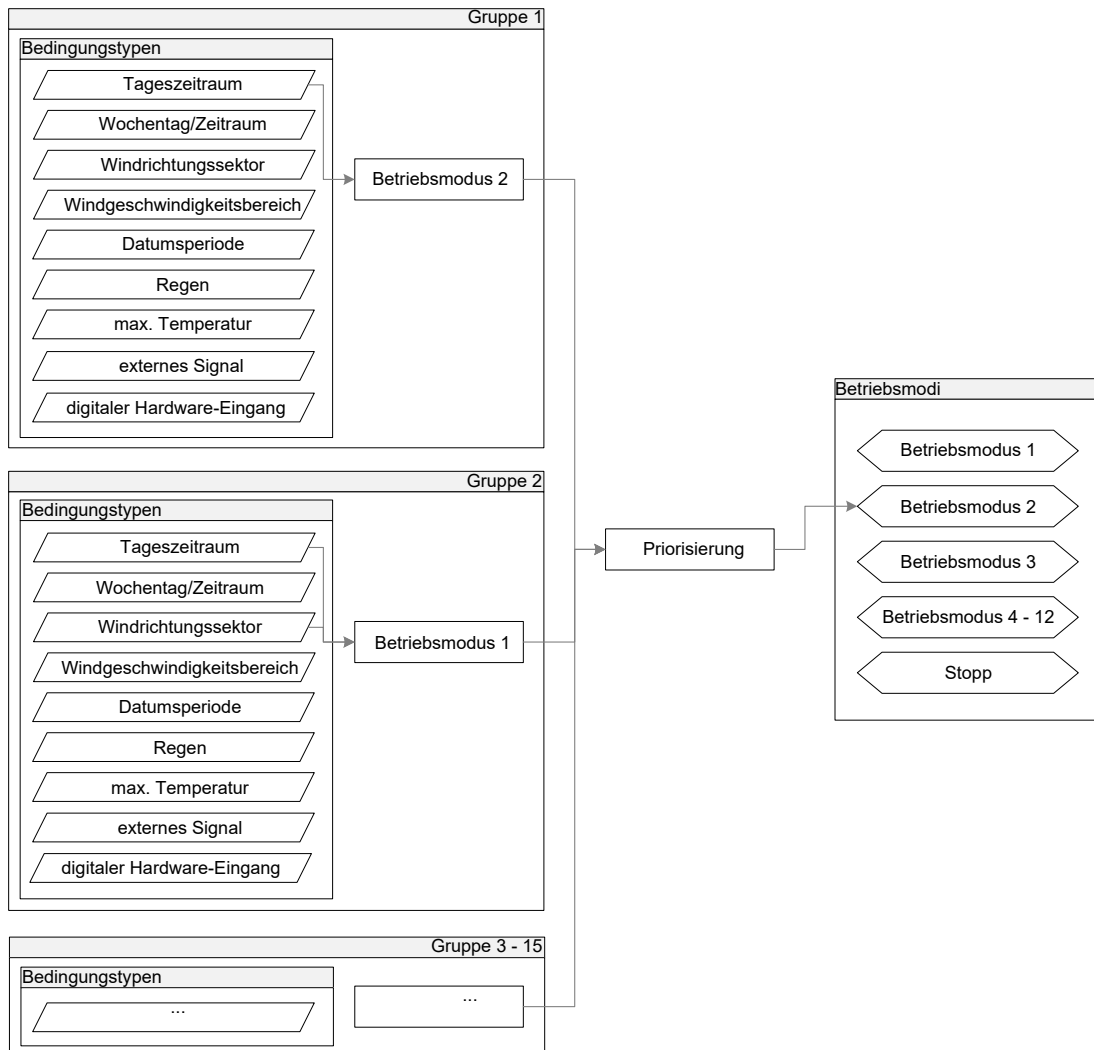 Gruppe 1
Bedingungstypen
Tageszeitraum
Wochentag/Zeitraum
Windrichtungssektor
Windgeschwindigkeitsbereich
Datumsperiode
Regen
max. Temperatur
externes Signal
digitaler Hardware-Eingang
Betriebsmodus 2
Gruppe 2
Bedingungstypen
Tageszeitraum
Wochentag/Zeitraum
Windrichtungssektor
Windgeschwindigkeitsbereich
Datumsperiode
Regen
max. Temperatur
externes Signal
digitaler Hardware-Eingang
Betriebsmodus 1
Gruppe 3 - 15
Bedingungstypen
...
...
Priorisierung
Betriebsmodi
Betriebsmodus 1
Betriebsmodus 2
Betriebsmodus 3
Betriebsmodus 4 - 12
Stopp